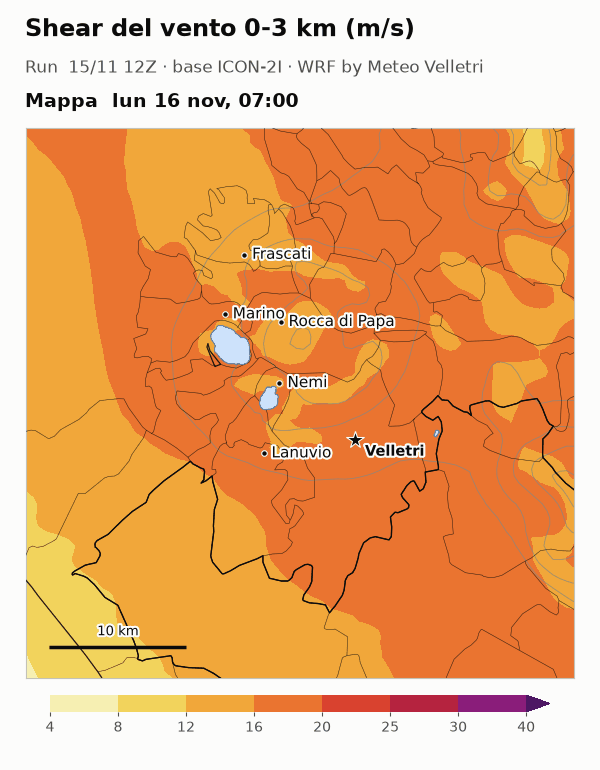 Shear del vento 0-3 km (m/s)
Run  15/11 12Z · base ICON-2I · WRF by Meteo Velletri
Mappa  lun 16 nov, 07:00
Frascati
Marino
Rocca di Papa
Nemi
Velletri
Lanuvio
10 km
4 8 12 16 20 25 30 40